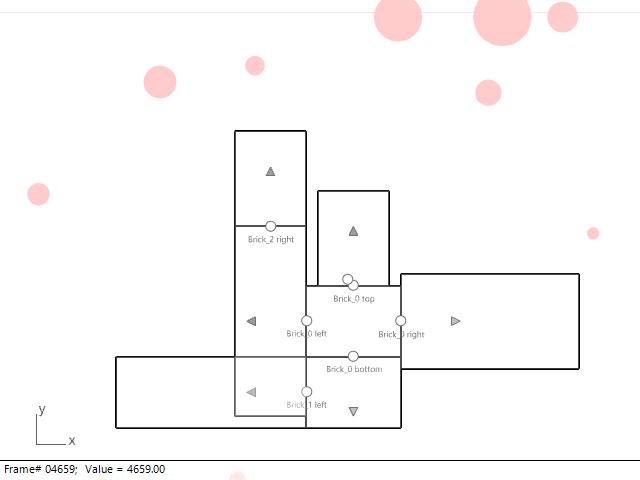 Brick_2 right
Brick_0 top
Brick_0 left
Brick_0 right
Brick_0 bottom
Brick_1 left
y
x
Frame# 04659;  Value = 4659.00